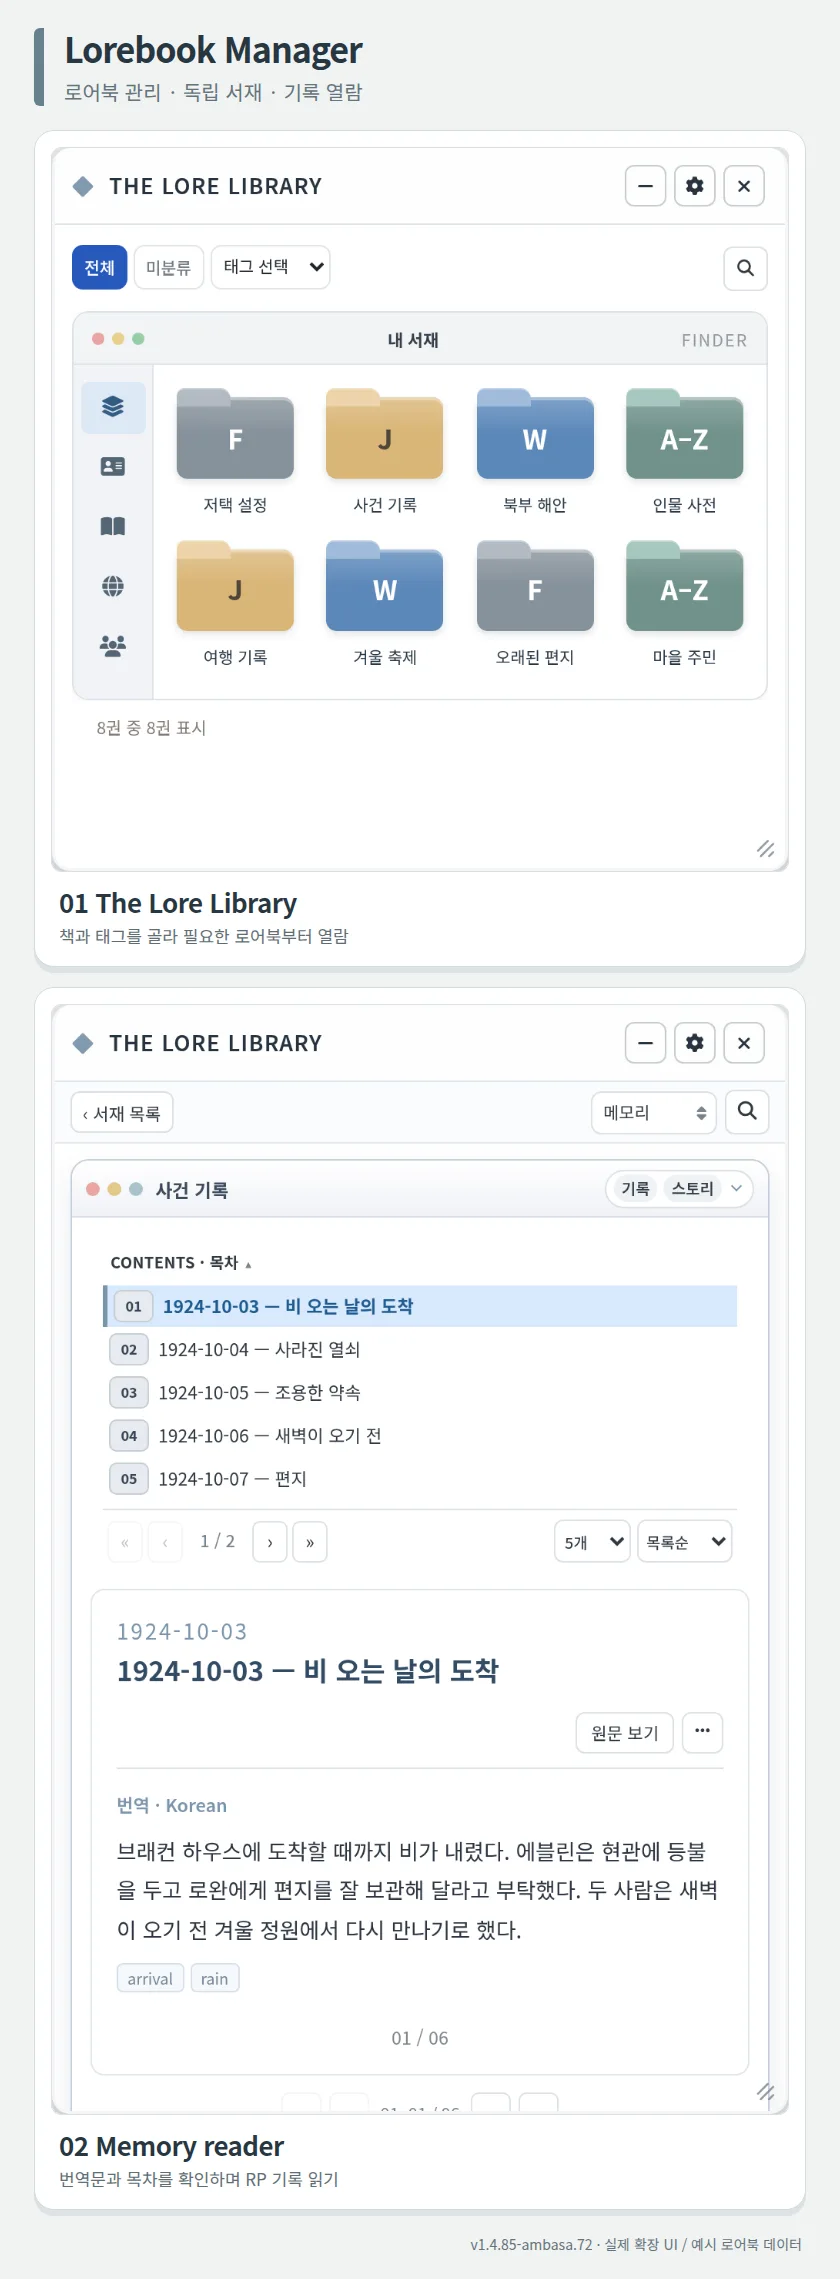 Lorebook Manager
로어북 관리 · 독립 서재 · 기록 열람
THE LORE LIBRARY
전체 미분류 태그 선택
내 서재 FINDER
F J W A-Z
저택 설정 사건 기록 북부 해안 인물 사전
J W F A-Z
여행 기록 겨울 축제 오래된 편지 마을 주민
8권 중 8권 표시
01 The Lore Library
책과 태그를 골라 필요한 로어북부터 열람
THE LORE LIBRARY
‹ 서재 목록 메모리
사건 기록 기록 스토리
CONTENTS · 목차 ▴
01 1924-10-03 — 비 오는 날의 도착
02 1924-10-04 — 사라진 열쇠
03 1924-10-05 — 조용한 약속
04 1924-10-06 — 새벽이 오기 전
05 1924-10-07 — 편지
« ‹ 1 / 2 › » 5개 목록순
1924-10-03
1924-10-03 — 비 오는 날의 도착
원문 보기 ···
번역 · Korean
브래컨 하우스에 도착할 때까지 비가 내렸다. 에블린은 현관에 등불
을 두고 로완에게 편지를 잘 보관해 달라고 부탁했다. 두 사람은 새벽
이 오기 전 겨울 정원에서 다시 만나기로 했다.
arrival rain
01 / 06
02 Memory reader
번역문과 목차를 확인하며 RP 기록 읽기
v1.4.85-ambasa.72 · 실제 확장 UI / 예시 로어북 데이터